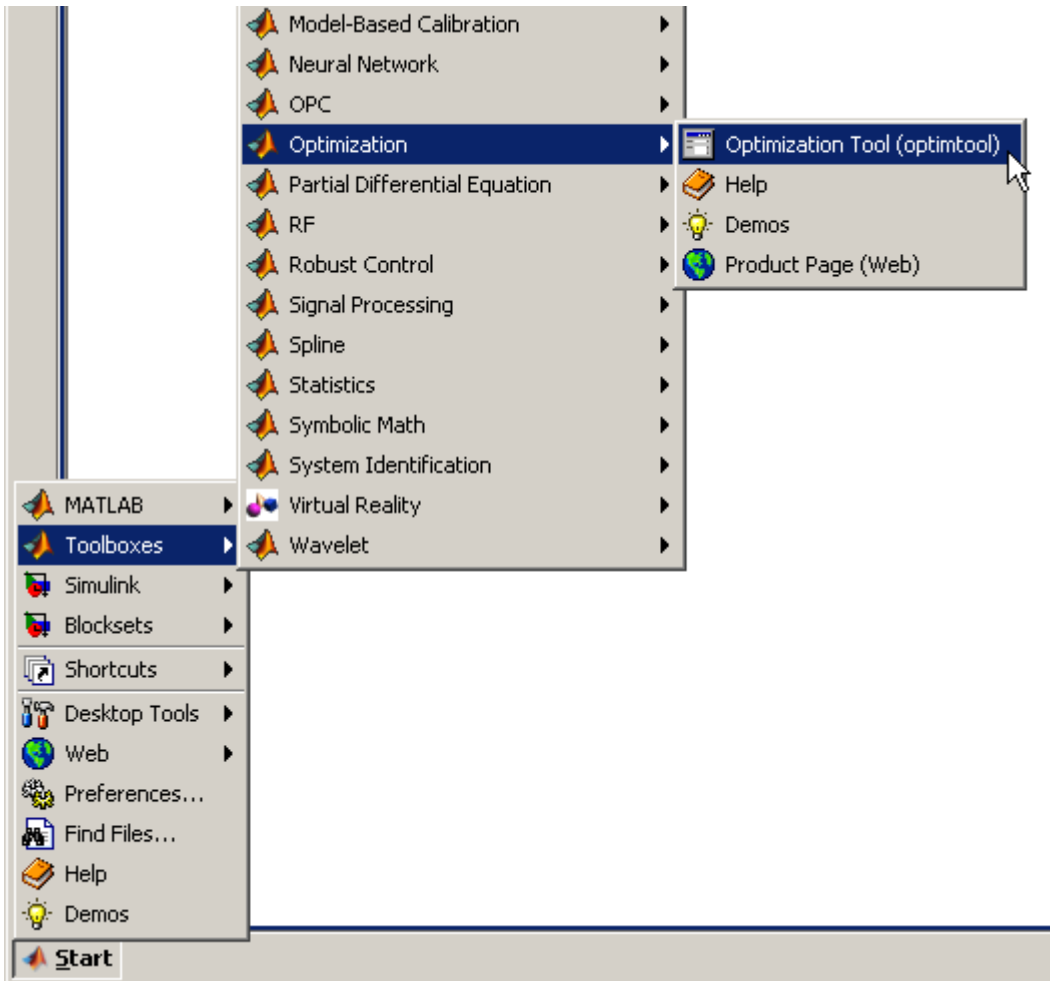 Model-Based Calibration
Neural Network
OPC
Optimization
Partial Differential Equation
RF
Robust Control
Signal Processing
Spline
Statistics
Symbolic Math
System Identification
Virtual Reality
Wavelet
Optimization Tool (optimtool)
Help
Demos
Product Page (Web)
MATLAB
Toolboxes
Simulink
Blocksets
Shortcuts
Desktop Tools
Web
Preferences...
Find Files...
Help
Demos
Start